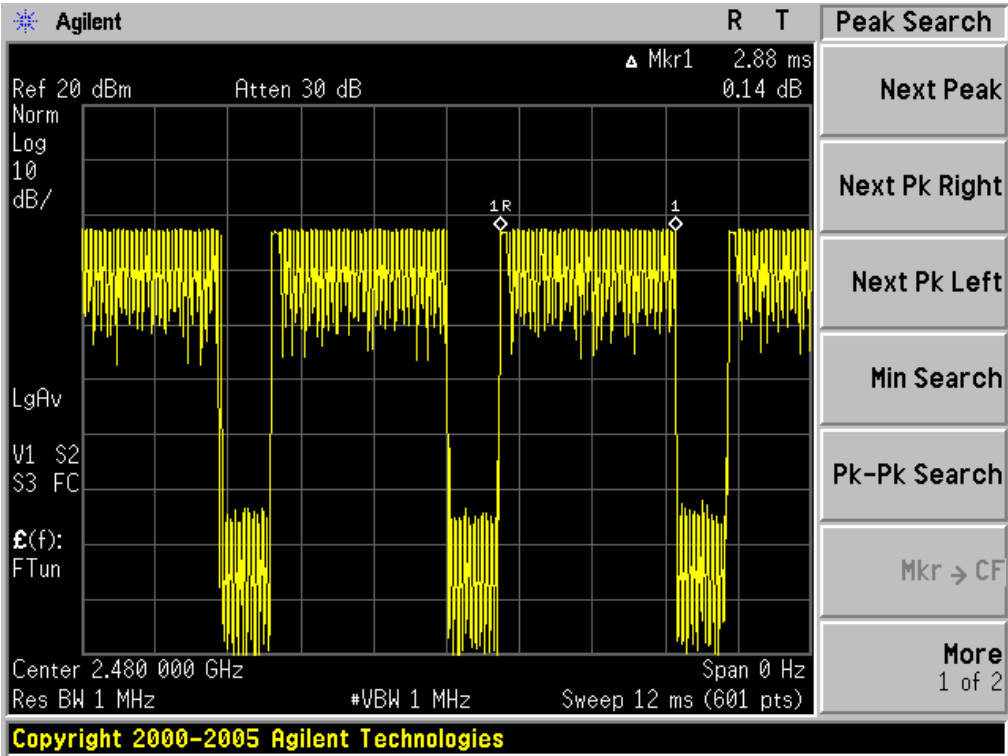 Agilent R T Peak Search
Δ Mkr1 2.88 ms
Ref 20 dBm Atten 30 dB 0.14 dB
Norm
Log
10
dB/
1R 1
LgAv
V1 S2
S3 FC
£(f):
FTun
Center 2.480 000 GHz Span 0 Hz
Res BW 1 MHz #VBW 1 MHz Sweep 12 ms (601 pts)
Copyright 2000-2005 Agilent Technologies
Next Peak
Next Pk Right
Next Pk Left
Min Search
Pk-Pk Search
Mkr → CF
More
1 of 2